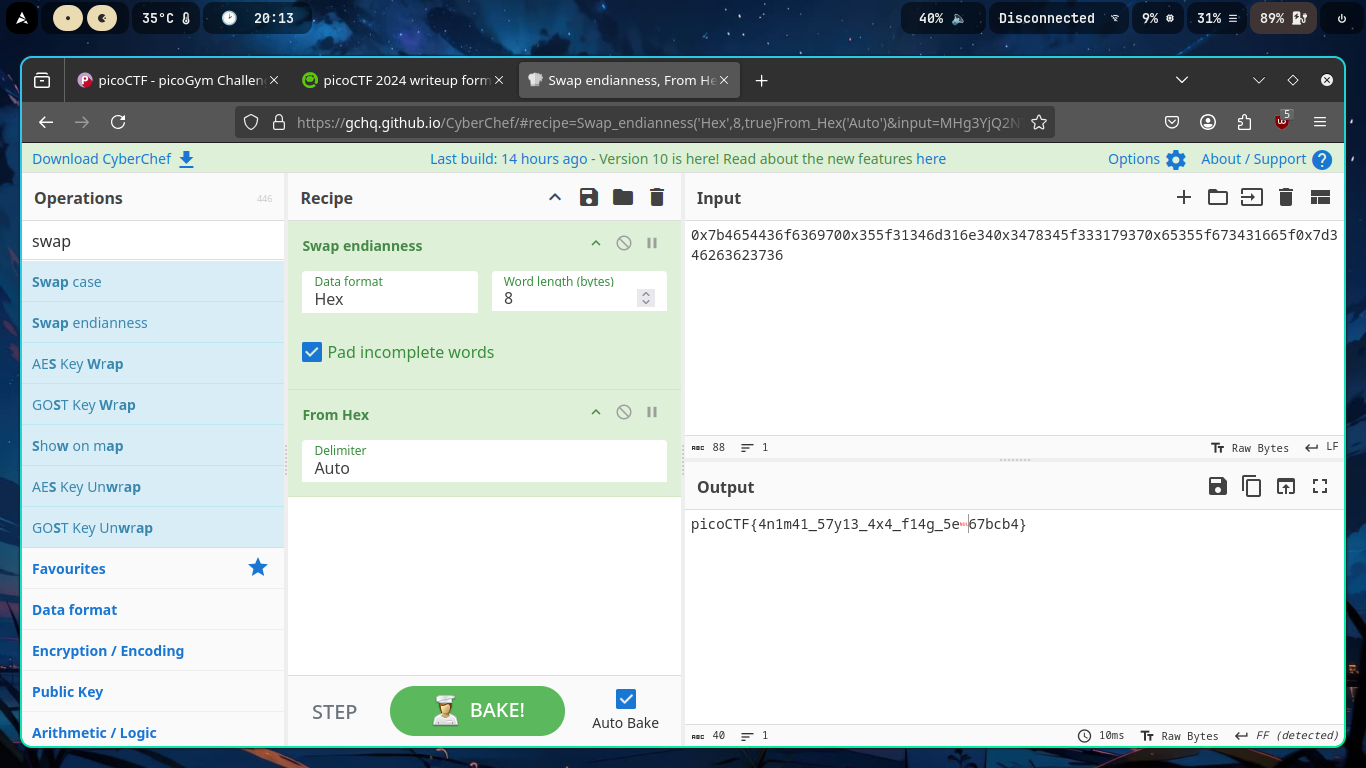 35°C
20:13
40%
Disconnected
9%
31%
89%
picoCTF - picoGym Challen
picoCTF 2024 writeup form
Swap endianness, From He
https://gchq.github.io/CyberChef/#recipe=Swap_endianness('Hex',8,true)From_Hex('Auto')&input=MHg3YjQ2N
5
Download CyberChef
Last build: 14 hours ago - Version 10 is here! Read about the new features here
Options
About / Support
Operations
446
swap
Swap case
Swap endianness
AES Key Wrap
GOST Key Wrap
Show on map
AES Key Unwrap
GOST Key Unwrap
Favourites
Data format
Encryption / Encoding
Public Key
Arithmetic / Logic
Recipe
Swap endianness
Data format
Hex
Word length (bytes)
8
Pad incomplete words
From Hex
Delimiter
Auto
STEP
BAKE!
Auto Bake
Input
0x7b4654436f6369700x355f31346d316e340x3478345f333179370x65355f673431665f0x7d3
46263623736
88
1
Raw Bytes
LF
Output
picoCTF{4n1m41_57y13_4x4_f14g_5e67bcb4}
40
1
10ms
Raw Bytes
FF (detected)